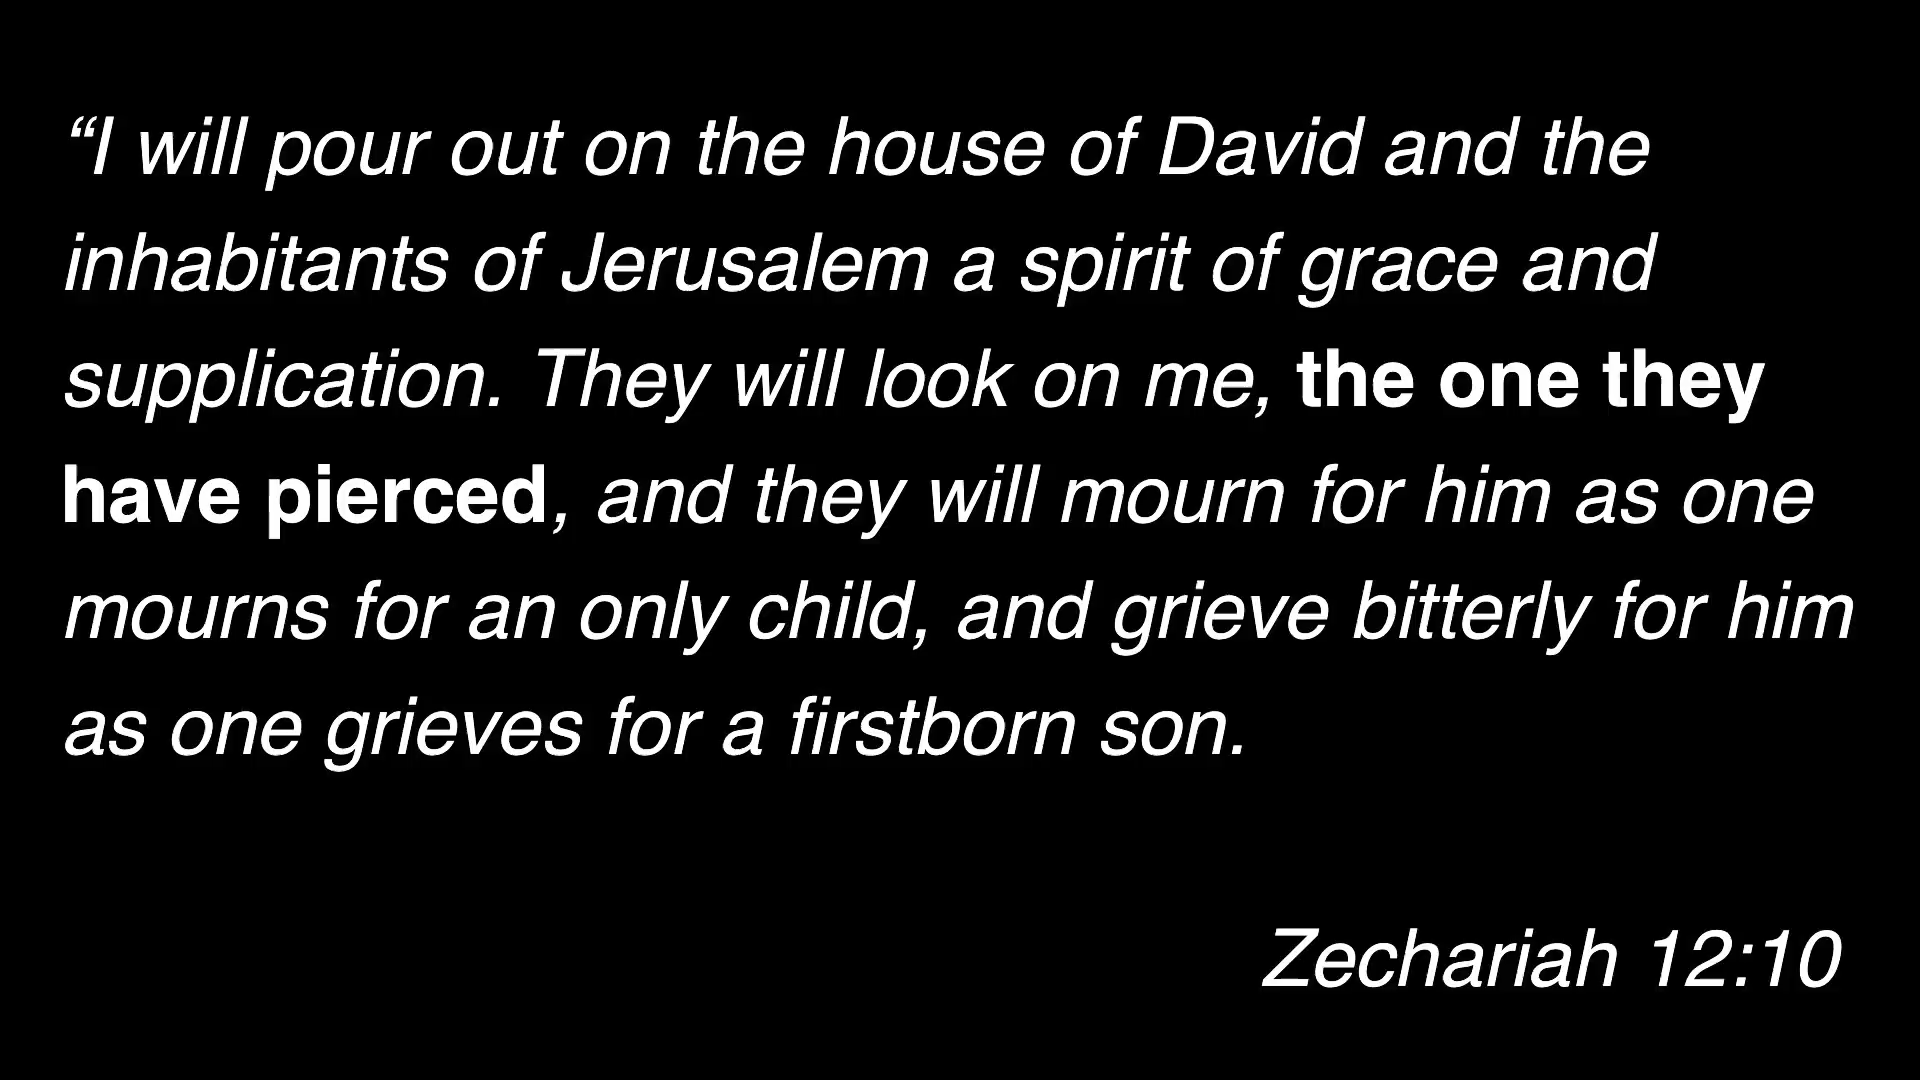 “I will pour out on the house of David and the
inhabitants of Jerusalem a spirit of grace and
supplication. They will look on me, the one they
have pierced, and they will mourn for him as one
mourns for an only child, and grieve bitterly for him
as one grieves for a firstborn son.
Zechariah 12:10